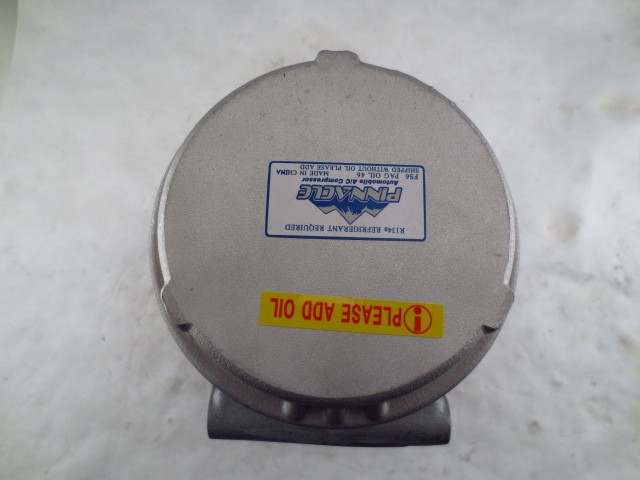 PLEASE ADD OIL
R134a REFRIGERANT REQUIRED
PINNACLE
Automobile A/C Compressor
MADE IN CHINA
FS6 PAG OIL 46
SHIPPED WITHOUT OIL PLEASE ADD